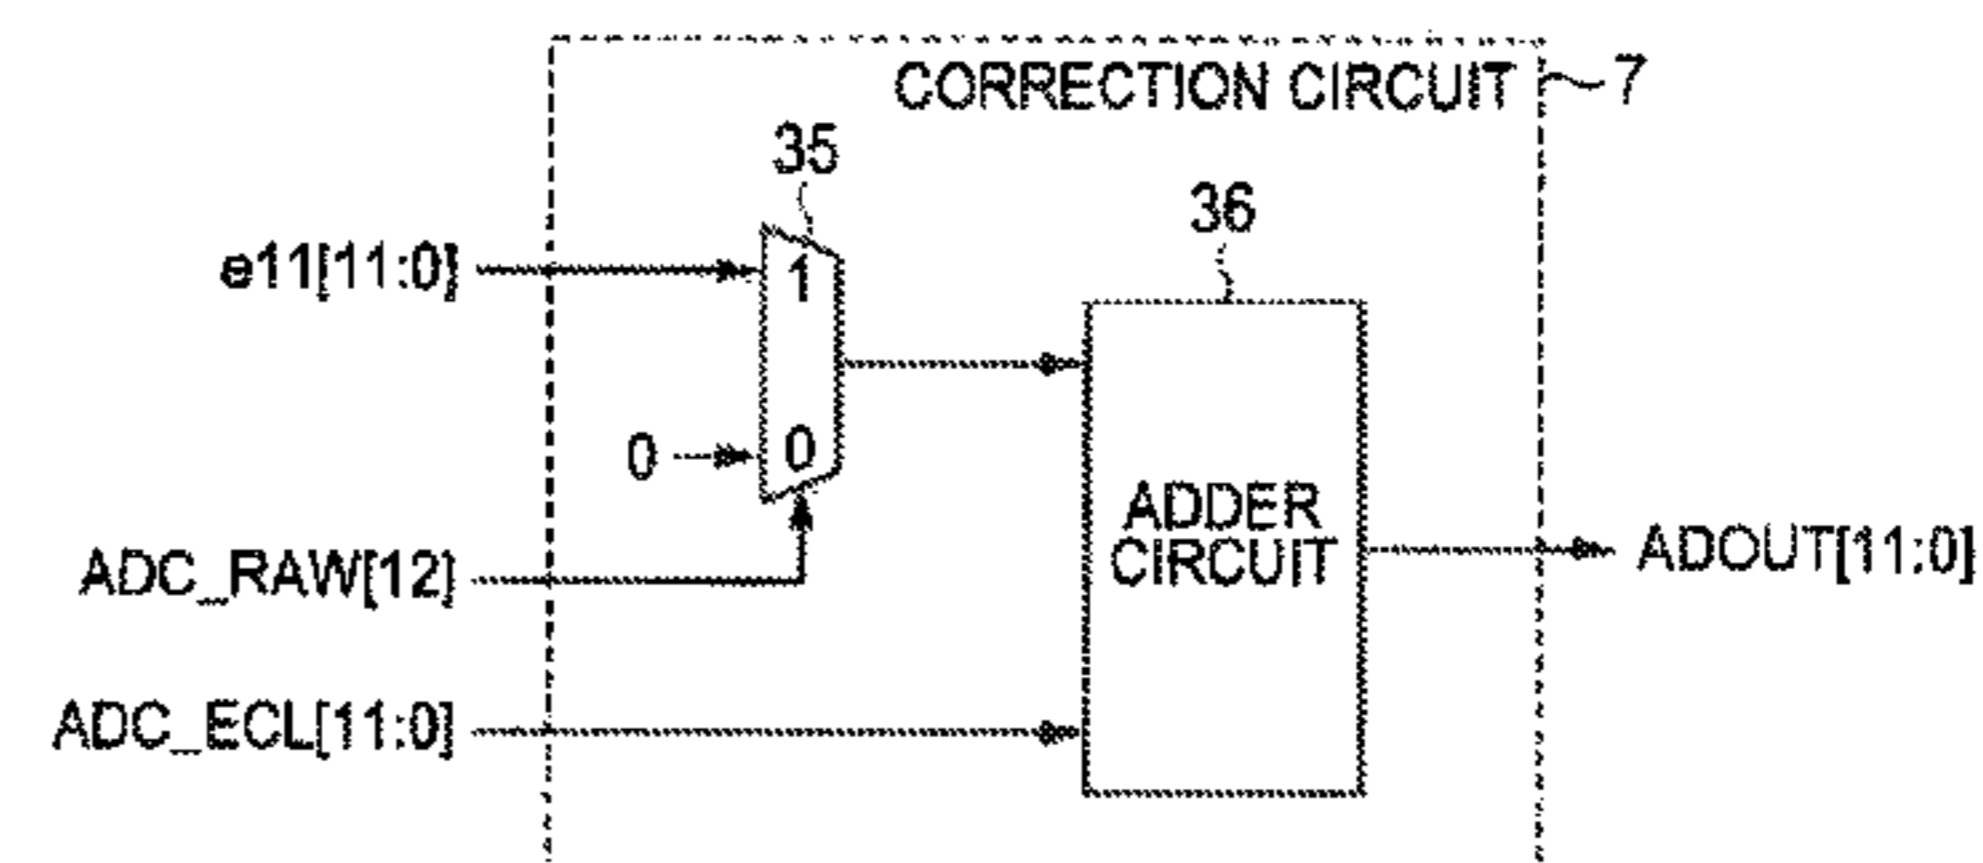 CORRECTION CIRCUIT
7
35
36
e11[11:0]
1
0
0
ADC_RAW[12]
ADDER
CIRCUIT
ADOUT[11:0]
ADC_ECL[11:0]